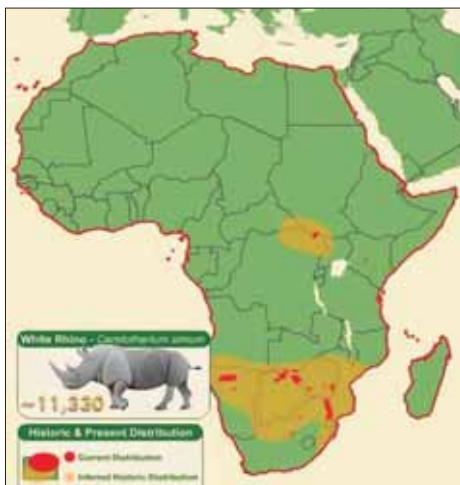 White Rhino - Ceratotherium simum
~11,330
Historic & Present Distribution
Current Distribution
Inferred Historic Distribution